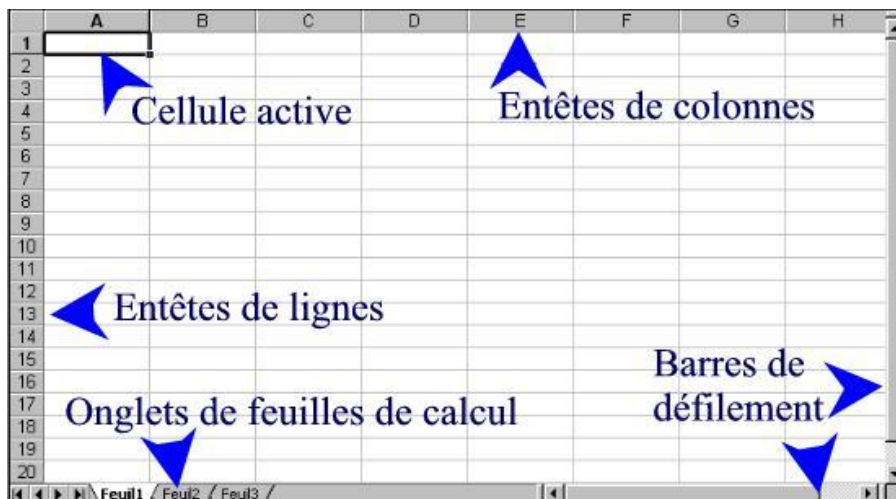 A B C D E F G H
1
2
3
4
5
6
7
8
9
10
11
12
13
14
15
16
17
18
19
20
Cellule active
Entêtes de colonnes
Entêtes de lignes
Barres de
défilement
Onglets de feuilles de calcul
Feuil1 / Feuil2 / Feuil3 /